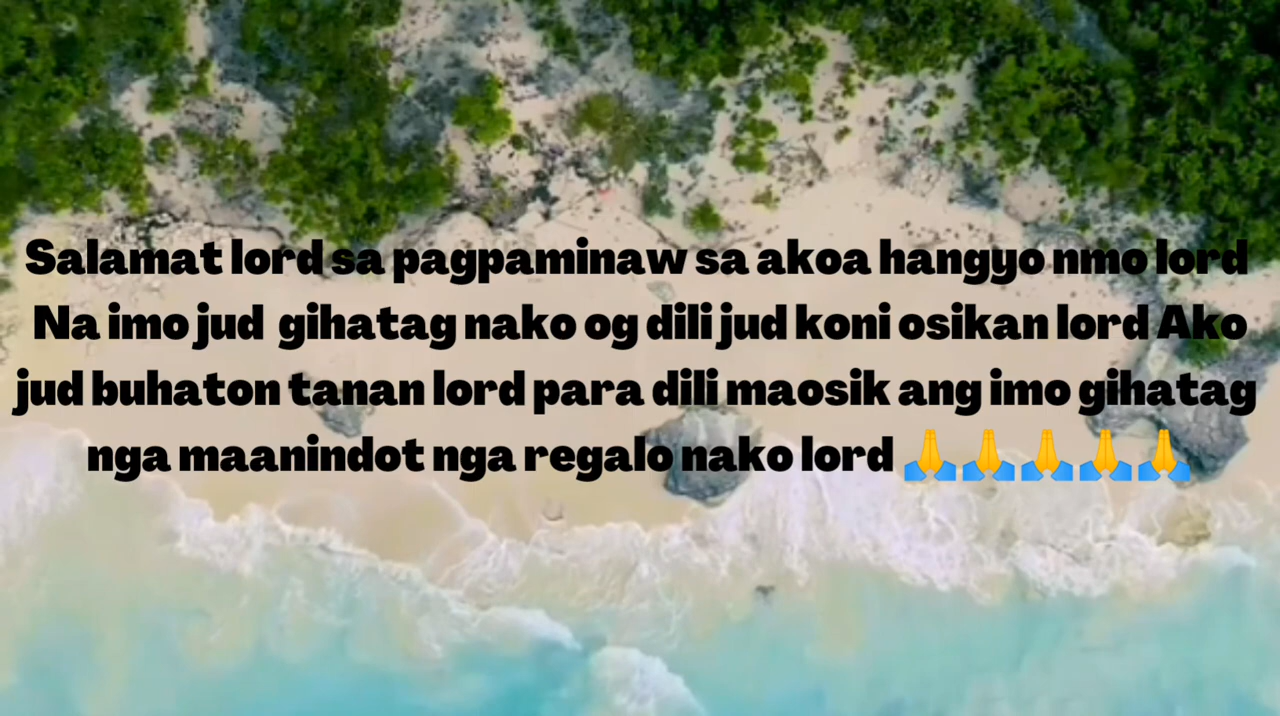 Salamat lord sa pagpaminaw sa akoa hangyo nmo lord
Na imo jud gihatag nako og dili jud koni osikan lord Ako
jud buhaton tanan lord para dili maosik ang imo gihatag
nga maanindot nga regalo nako lord 🙏🙏🙏🙏🙏